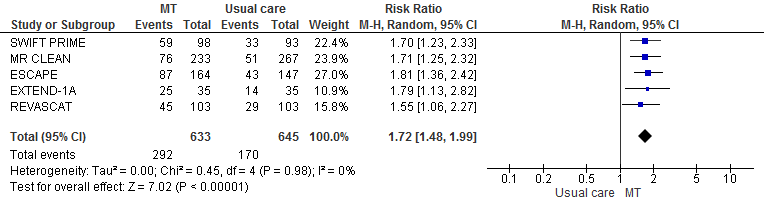 MT Usual care Risk Ratio Risk Ratio
Study or Subgroup Events Total Events Total Weight M-H, Random, 95% CI M-H, Random, 95% CI
SWIFT PRIME 59 98 33 93 22.4% 1.70 [1.23, 2.33]
MR CLEAN 76 233 51 267 23.9% 1.71 [1.25, 2.32]
ESCAPE 87 164 43 147 27.0% 1.81 [1.36, 2.42]
EXTEND-1A 25 35 14 35 10.9% 1.79 [1.13, 2.82]
REVASCAT 45 103 29 103 15.8% 1.55 [1.06, 2.27]
Total (95% CI) 633 645 100.0% 1.72 [1.48, 1.99]
Total events 292 170
Heterogeneity: Tau² = 0.00; Chi² = 0.45, df = 4 (P = 0.98); I² = 0%
Test for overall effect: Z = 7.02 (P < 0.00001)
0.1 0.2 0.5 1 2 5 10
Usual care MT